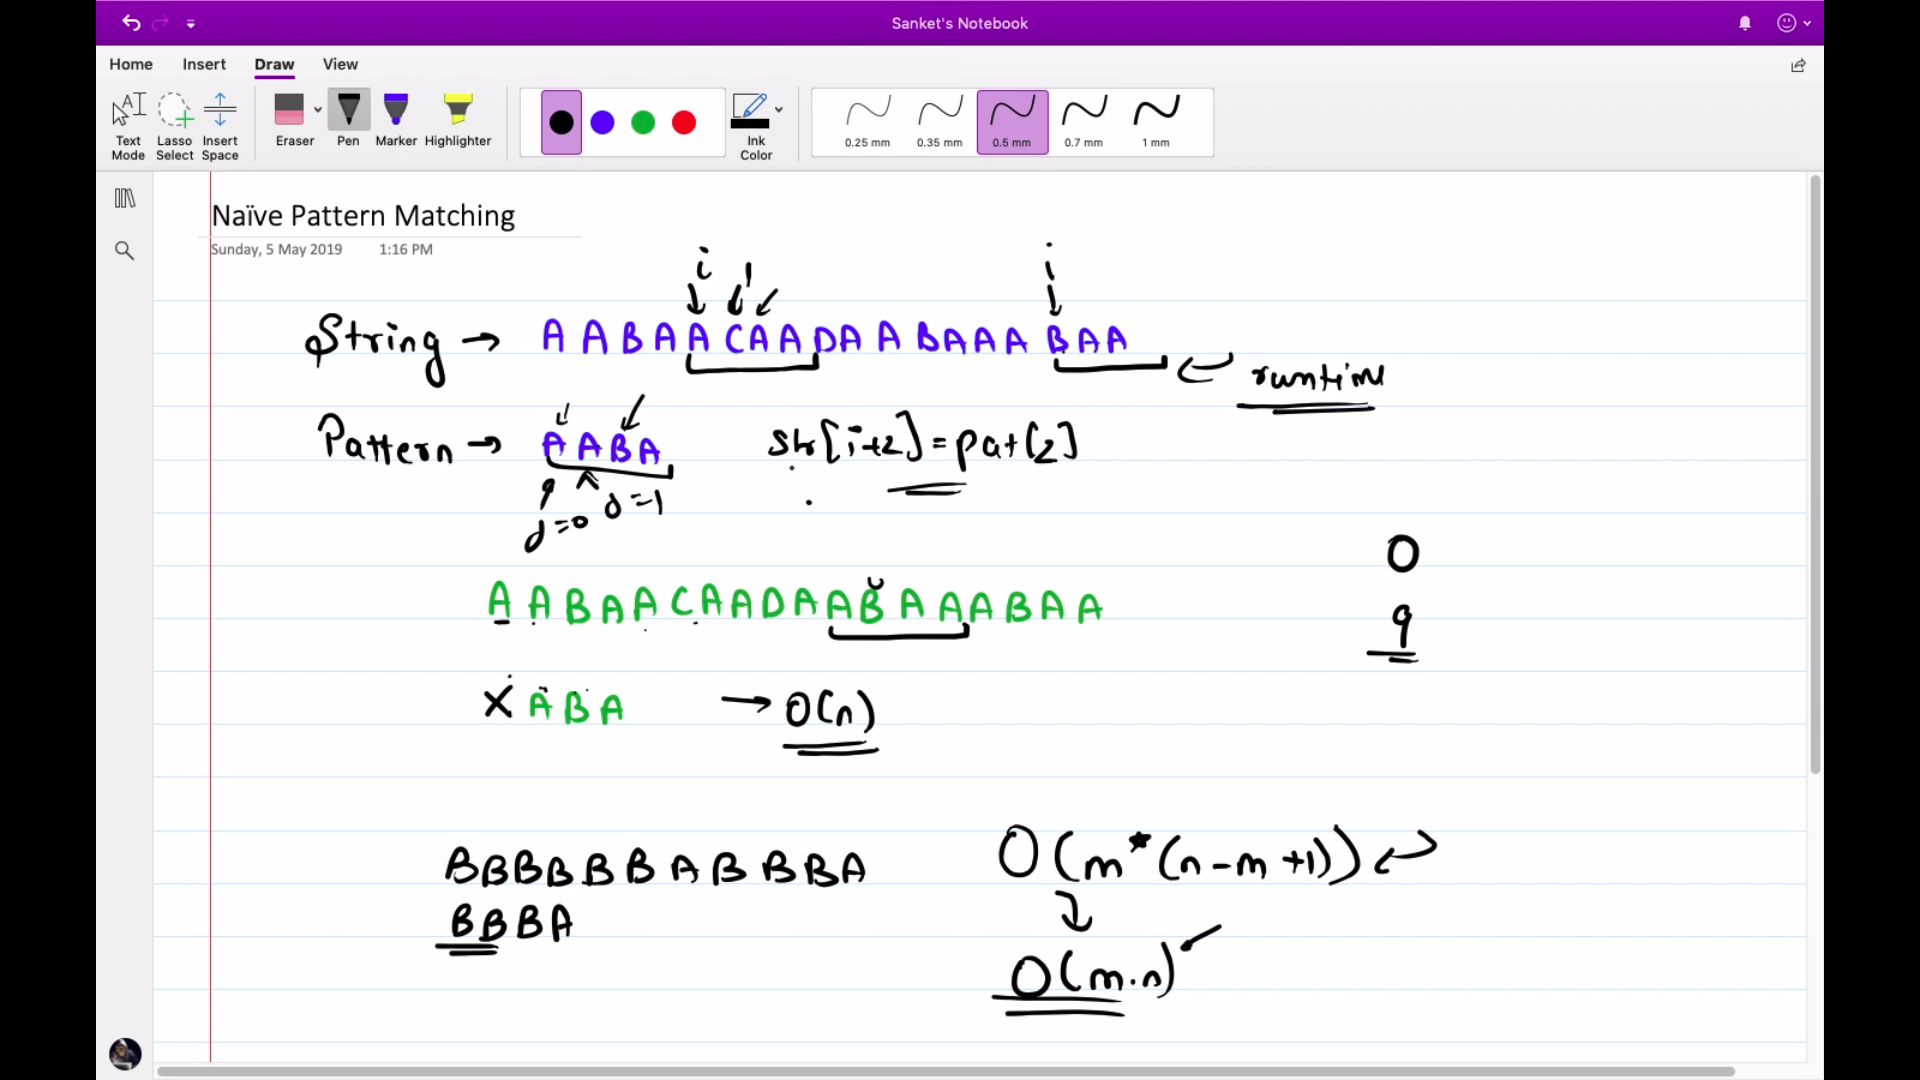 Sanket's Notebook
Home Insert Draw View
Text Mode Lasso Select Insert Space Eraser Pen Marker Highlighter Ink Color 0.25 mm 0.35 mm 0.5 mm 0.7 mm 1 mm
Naïve Pattern Matching
Sunday, 5 May 2019 1:16 PM
i i
String → A A B A A C A A D A A B A A A B A A
runtime
Pattern → A A B A str[i+2] = pat[2]
j=0 j=1
0
A A B A A C A A D A A B A A A B A A
9
X A B A → O(n)
B B B B B B A B B B A O(m*(n-m+1))
B B B A
O(m.n)